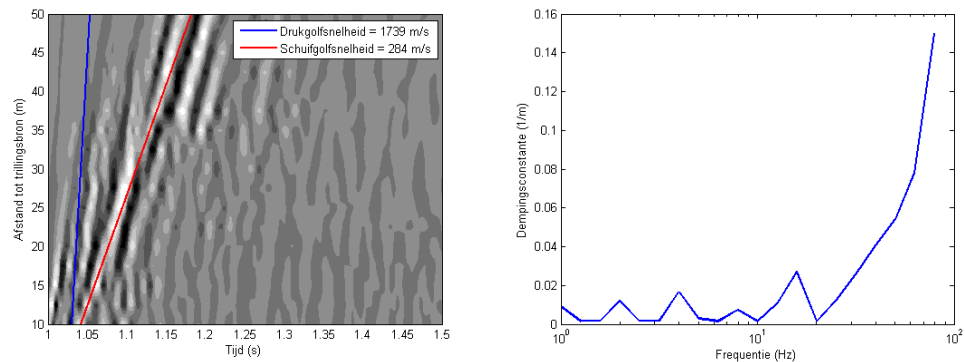 Drukgolfsnelheid = 1739 m/s
Schuifgolfsnelheid = 284 m/s
Afstand tot trillingsbron (m)
50
45
40
35
30
25
20
15
10
1 1.05 1.1 1.15 1.2 1.25 1.3 1.35 1.4 1.45 1.5
Tijd (s)
Dempingsconstante (1/m)
0.16
0.14
0.12
0.1
0.08
0.06
0.04
0.02
0
10^0 10^1 10^2
Frequentie (Hz)